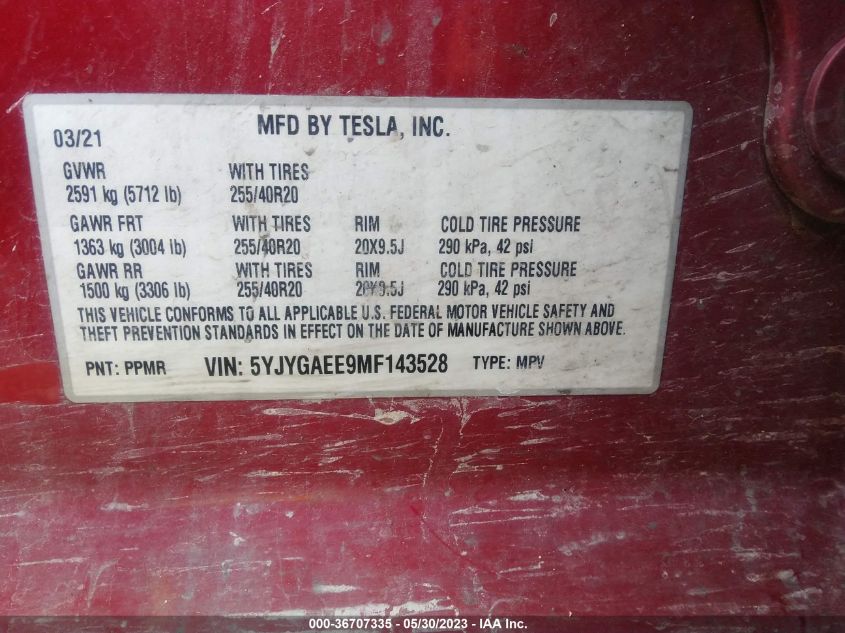 03/21 MFD BY TESLA, INC.
GVWR WITH TIRES
2591 kg (5712 lb) 255/40R20
GAWR FRT WITH TIRES RIM COLD TIRE PRESSURE
1363 kg (3004 lb) 255/40R20 20X9.5J 290 kPa, 42 psi
GAWR RR WITH TIRES RIM COLD TIRE PRESSURE
1500 kg (3306 lb) 255/40R20 20X9.5J 290 kPa, 42 psi
THIS VEHICLE CONFORMS TO ALL APPLICABLE U.S. FEDERAL MOTOR VEHICLE SAFETY AND
THEFT PREVENTION STANDARDS IN EFFECT ON THE DATE OF MANUFACTURE SHOWN ABOVE.
PNT: PPMR VIN: 5YJYGAEE9MF143528 TYPE: MPV
000-36707335 - 05/30/2023 - IAA Inc.